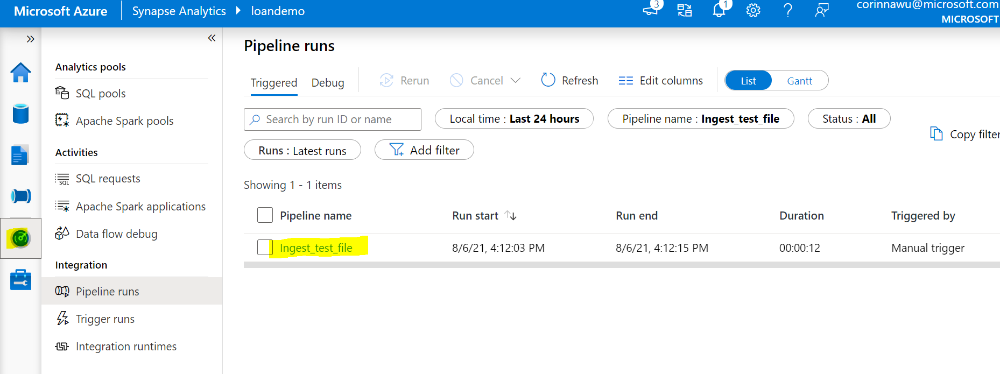 Microsoft Azure Synapse Analytics loandemo 3 1 corinnawu@microsoft.com
MICROSOFT
Analytics pools
SQL pools
Apache Spark pools
Activities
SQL requests
Apache Spark applications
Data flow debug
Integration
Pipeline runs
Trigger runs
Integration runtimes
Pipeline runs
Triggered Debug Rerun Cancel Refresh Edit columns List Gantt
Search by run ID or name Local time : Last 24 hours Pipeline name : Ingest_test_file Status : All
Copy filter
Runs : Latest runs Add filter
Showing 1 - 1 items
Pipeline name Run start Run end Duration Triggered by
Ingest_test_file 8/6/21, 4:12:03 PM 8/6/21, 4:12:15 PM 00:00:12 Manual trigger